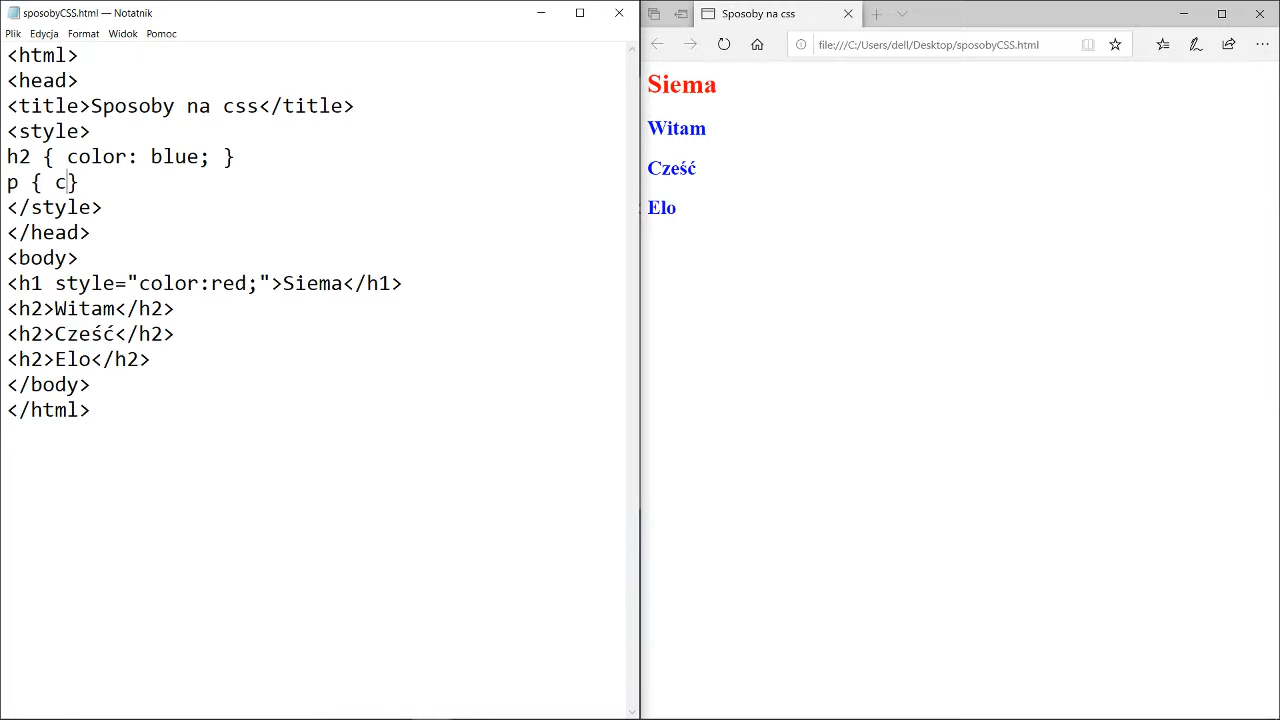 sposobyCSS.html — Notatnik
Plik Edycja Format Widok Pomoc
<html>
<head>
<title>Sposoby na css</title>
<style>
h2 { color: blue; }
p { c}
</style>
</head>
<body>
<h1 style="color:red;">Siema</h1>
<h2>Witam</h2>
<h2>Cześć</h2>
<h2>Elo</h2>
</body>
</html>
Sposoby na css
file:///C:/Users/dell/Desktop/sposobyCSS.html
Siema
Witam
Cześć
Elo